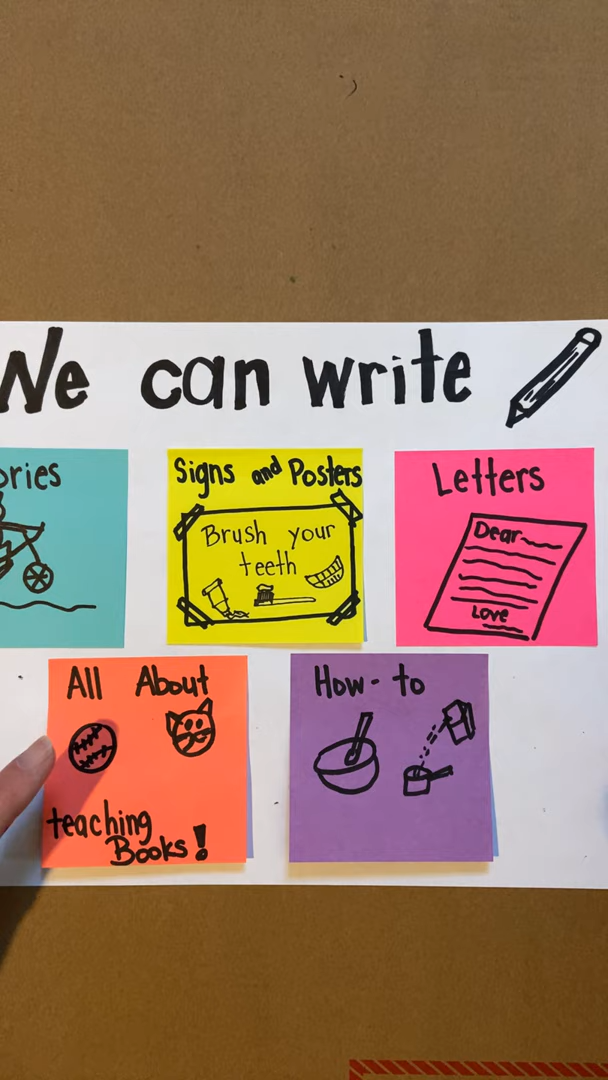 We can write
ories
Signs and Posters
Brush your
teeth
Letters
Dear
Love
All About
teaching
Books!
How-to